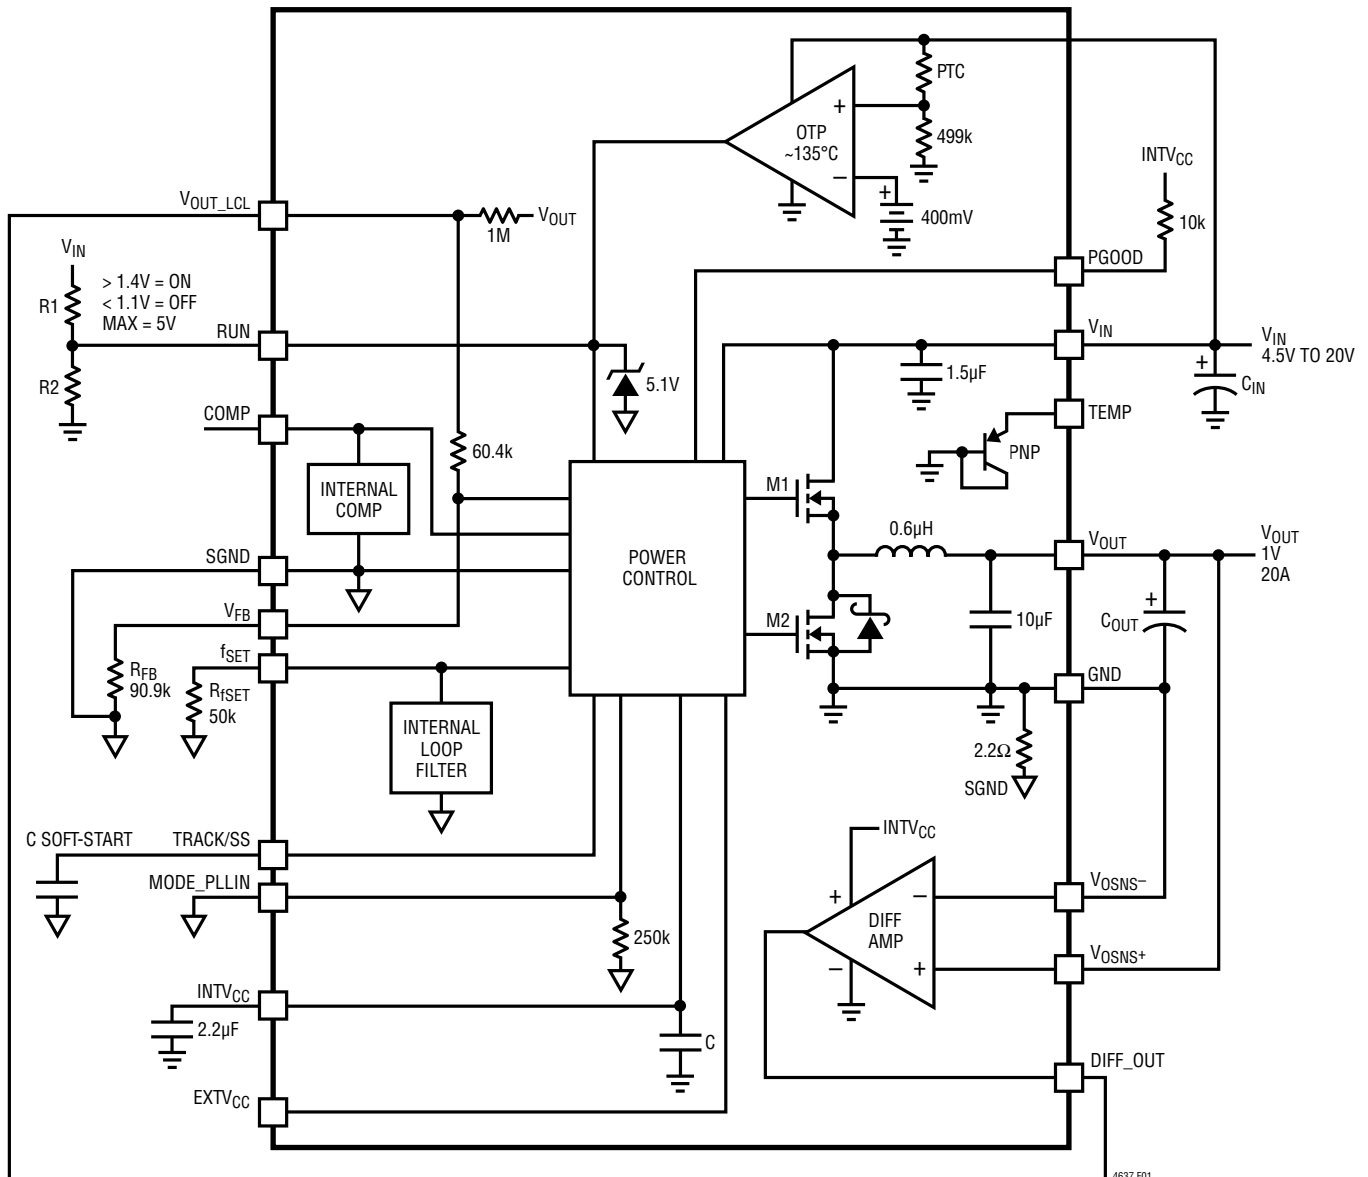 PTC
+
OTP
~135°C
499k
–
+
400mV
INTVCC
10k
VOUT_LCL
1M
VOUT
PGOOD
VIN
R1
> 1.4V = ON
< 1.1V = OFF
MAX = 5V
RUN
R2
5.1V
VIN
1.5µF
VIN
4.5V TO 20V
+
CIN
COMP
60.4k
TEMP
PNP
INTERNAL
COMP
M1
0.6µH
VOUT
VOUT
1V
20A
SGND
POWER
CONTROL
VFB
M2
10µF
+
COUT
fSET
RFB
90.9k
RfSET
50k
GND
INTERNAL
LOOP
FILTER
2.2Ω
SGND
C SOFT-START
TRACK/SS
INTVCC
MODE_PLLIN
+
–
VOSNS–
DIFF
AMP
250k
–
+
VOSNS+
INTVCC
2.2µF
C
DIFF_OUT
EXTVCC
4637 F01